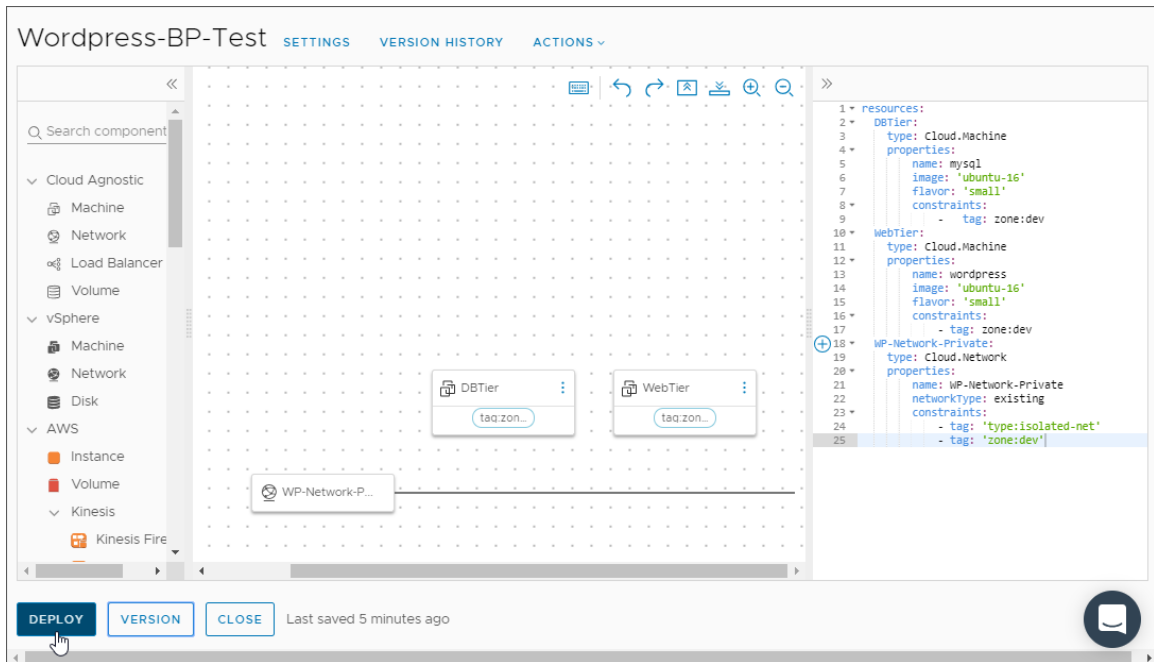 Wordpress-BP-Test SETTINGS VERSION HISTORY ACTIONS
Search component
Cloud Agnostic
Machine
Network
Load Balancer
Volume
vSphere
Machine
Network
Disk
AWS
Instance
Volume
Kinesis
Kinesis Fire
DBTier
tag:zon...
WebTier
tag:zon...
WP-Network-P...
1 resources:
2 DBTier:
3 type: Cloud.Machine
4 properties:
5 name: mysql
6 image: 'ubuntu-16'
7 flavor: 'small'
8 constraints:
9 - tag: zone:dev
10 WebTier:
11 type: Cloud.Machine
12 properties:
13 name: wordpress
14 image: 'ubuntu-16'
15 flavor: 'small'
16 constraints:
17 - tag: zone:dev
18 WP-Network-Private:
19 type: Cloud.Network
20 properties:
21 name: WP-Network-Private
22 networkType: existing
23 constraints:
24 - tag: 'type:isolated-net'
25 - tag: 'zone:dev'
DEPLOY VERSION CLOSE Last saved 5 minutes ago